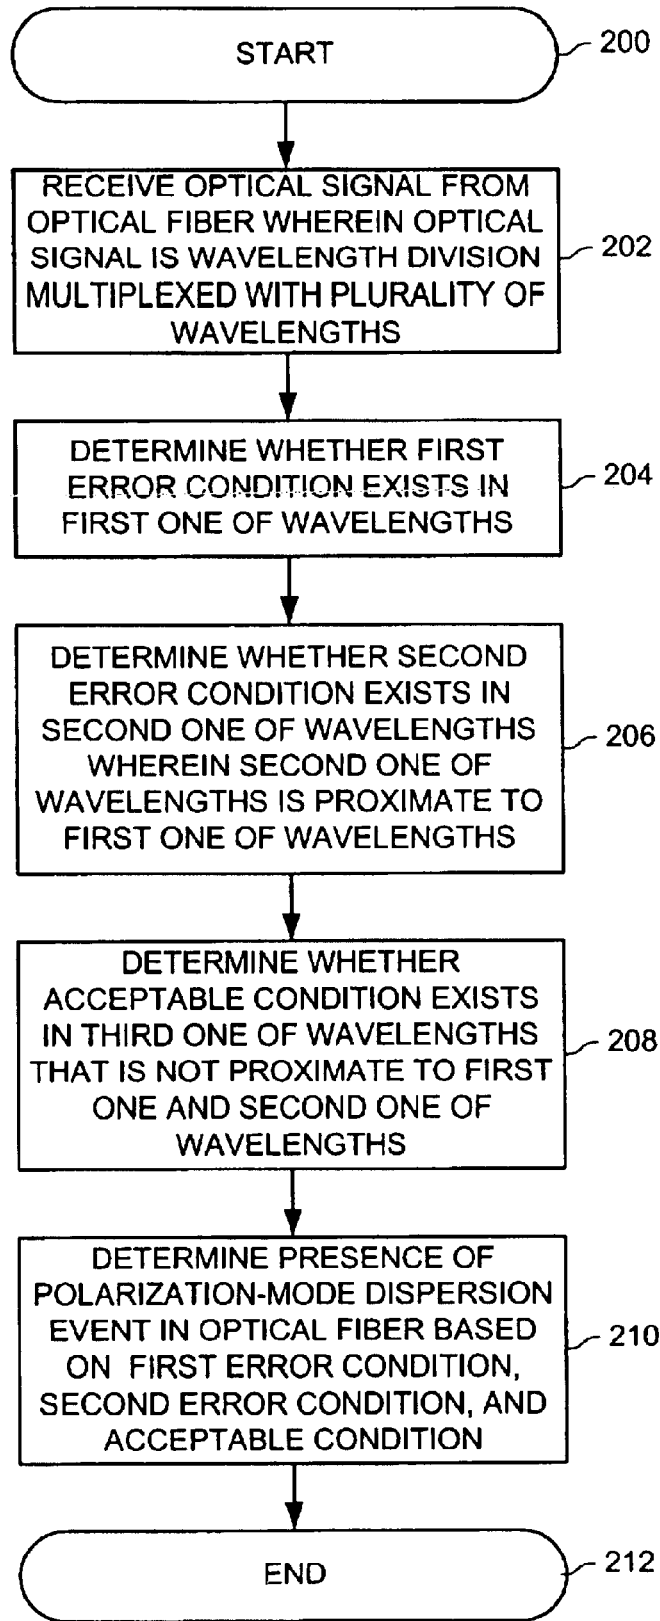 START
200
RECEIVE OPTICAL SIGNAL FROM
OPTICAL FIBER WHEREIN OPTICAL
SIGNAL IS WAVELENGTH DIVISION
MULTIPLEXED WITH PLURALITY OF
WAVELENGTHS
202
DETERMINE WHETHER FIRST
ERROR CONDITION EXISTS IN
FIRST ONE OF WAVELENGTHS
204
DETERMINE WHETHER SECOND
ERROR CONDITION EXISTS IN
SECOND ONE OF WAVELENGTHS
WHEREIN SECOND ONE OF
WAVELENGTHS IS PROXIMATE TO
FIRST ONE OF WAVELENGTHS
206
DETERMINE WHETHER
ACCEPTABLE CONDITION EXISTS
IN THIRD ONE OF WAVELENGTHS
THAT IS NOT PROXIMATE TO FIRST
ONE AND SECOND ONE OF
WAVELENGTHS
208
DETERMINE PRESENCE OF
POLARIZATION-MODE DISPERSION
EVENT IN OPTICAL FIBER BASED
ON FIRST ERROR CONDITION,
SECOND ERROR CONDITION, AND
ACCEPTABLE CONDITION
210
END
212